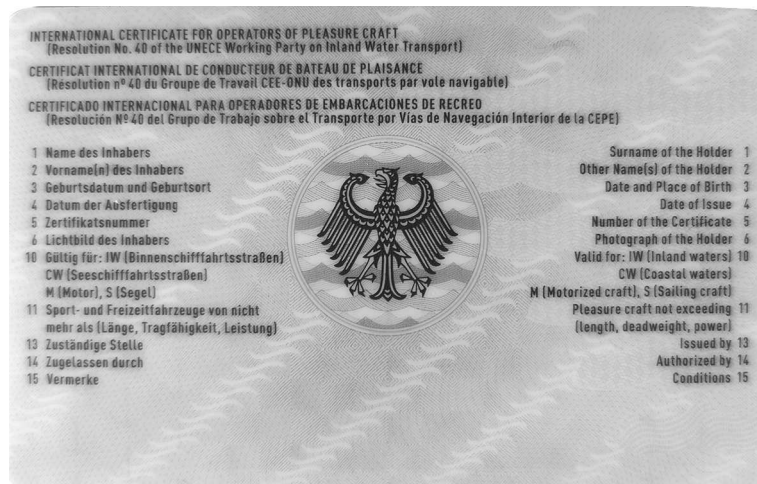 INTERNATIONAL CERTIFICATE FOR OPERATORS OF PLEASURE CRAFT
(Resolution No. 40 of the UNECE Working Party on Inland Water Transport)
CERTIFICAT INTERNATIONAL DE CONDUCTEUR DE BATEAU DE PLAISANCE
(Résolution nº 40 du Groupe de Travail CEE-ONU des transports par voie navigable)
CERTIFICADO INTERNACIONAL PARA OPERADORES DE EMBARCACIONES DE RECREO
(Resolución Nº 40 del Grupo de Trabajo sobre el Transporte por Vías de Navegación Interior de la CEPE)
1 Name des Inhabers
2 Vorname(n) des Inhabers
3 Geburtsdatum und Geburtsort
4 Datum der Ausfertigung
5 Zertifikatsnummer
6 Lichtbild des Inhabers
10 Gültig für: IW (Binnenschifffahrtsstraßen)
CW (Seeschifffahrtsstraßen)
M (Motor), S (Segel)
11 Sport- und Freizeitfahrzeuge von nicht
mehr als (Länge, Tragfähigkeit, Leistung)
13 Zuständige Stelle
14 Zugelassen durch
15 Vermerke
Surname of the Holder 1
Other Name(s) of the Holder 2
Date and Place of Birth 3
Date of Issue 4
Number of the Certificate 5
Photograph of the Holder 6
Valid for: IW (Inland waters) 10
CW (Coastal waters)
M (Motorized craft), S (Sailing craft)
Pleasure craft not exceeding 11
(length, deadweight, power)
Issued by 13
Authorized by 14
Conditions 15